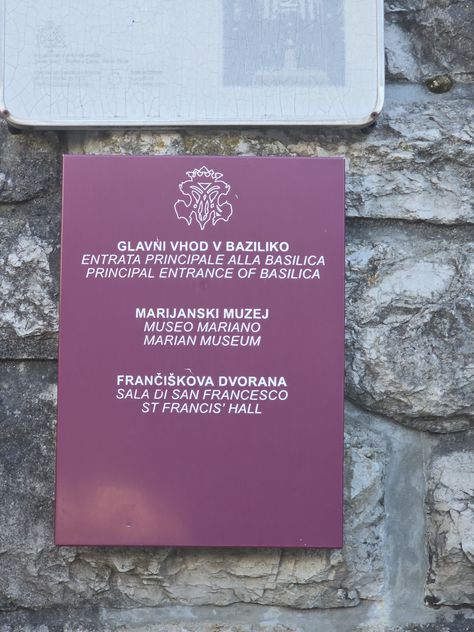 GLAVNI VHOD V BAZILIKO
ENTRATA PRINCIPALE ALLA BASILICA
PRINCIPAL ENTRANCE OF BASILICA
MARIJANSKI MUZEJ
MUSEO MARIANO
MARIAN MUSEUM
FRANČIŠKOVA DVORANA
SALA DI SAN FRANCESCO
ST FRANCIS' HALL